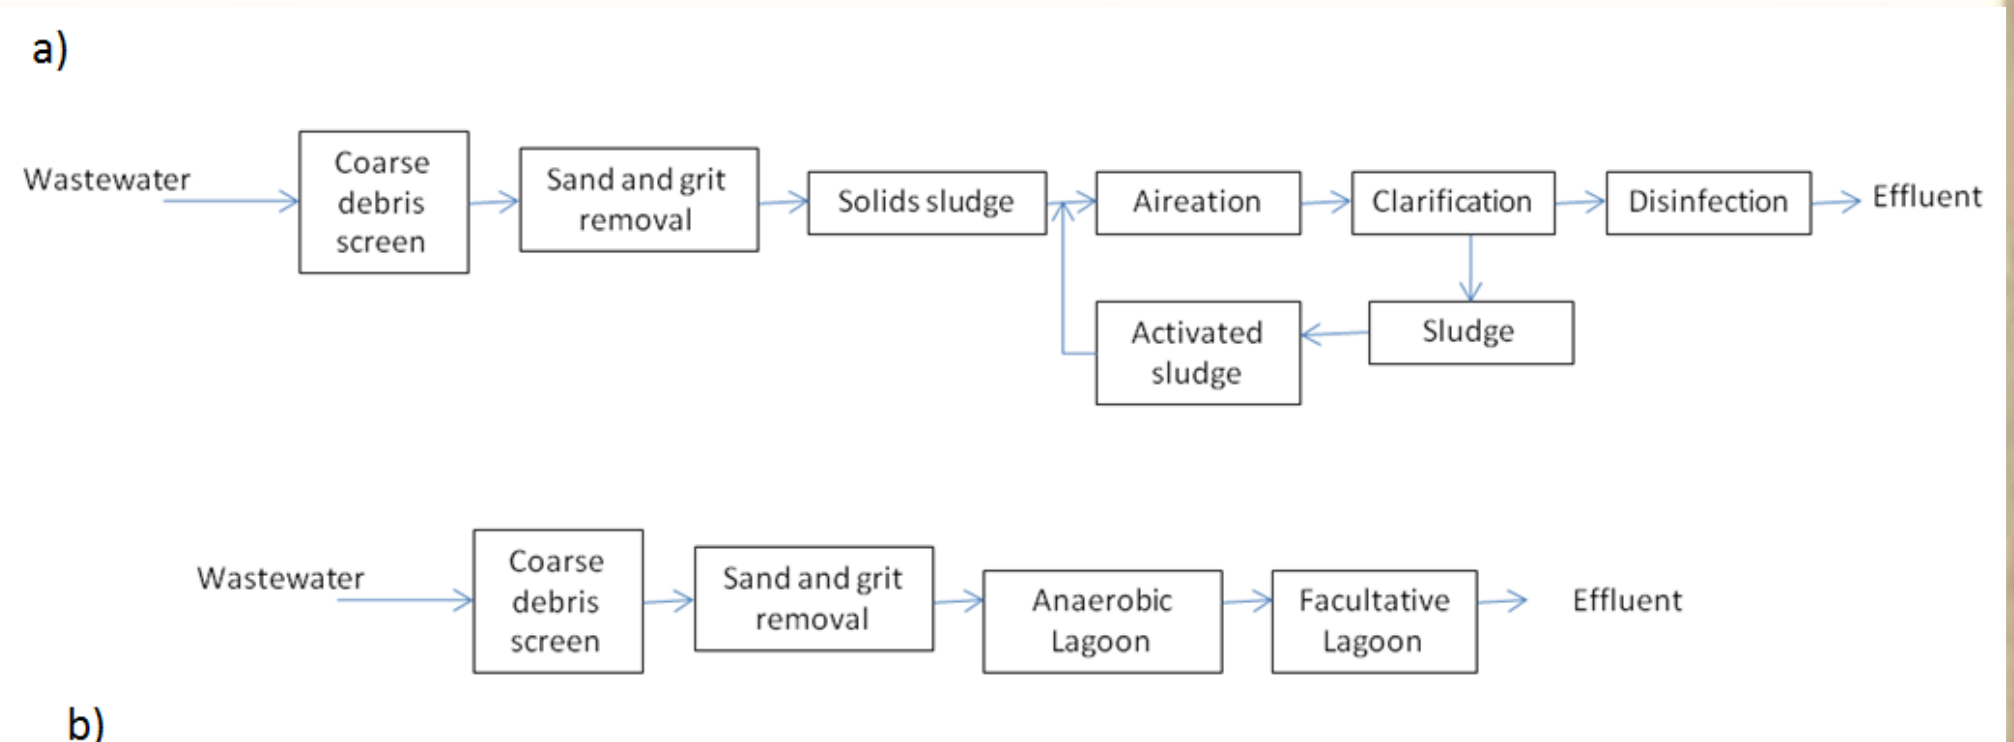 a)
Wastewater
Coarse
debris
screen
Sand and grit
removal
Solids sludge
Aireation
Clarification
Disinfection
Effluent
Activated
sludge
Sludge
Wastewater
Coarse
debris
screen
Sand and grit
removal
Anaerobic
Lagoon
Facultative
Lagoon
Effluent
b)